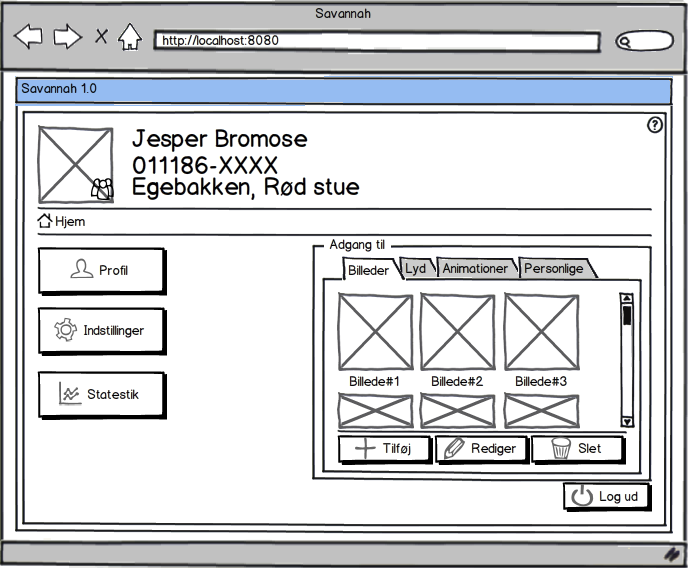 Savannah
http://localhost:8080
Savannah 1.0
?
Jesper Bromose
011186-XXXX
Egebakken, Rød stue
Hjem
Profil
Indstillinger
Statestik
Adgang til
Billeder Lyd Animationer Personlige
Billede#1 Billede#2 Billede#3
Tilføj Rediger Slet
Log ud